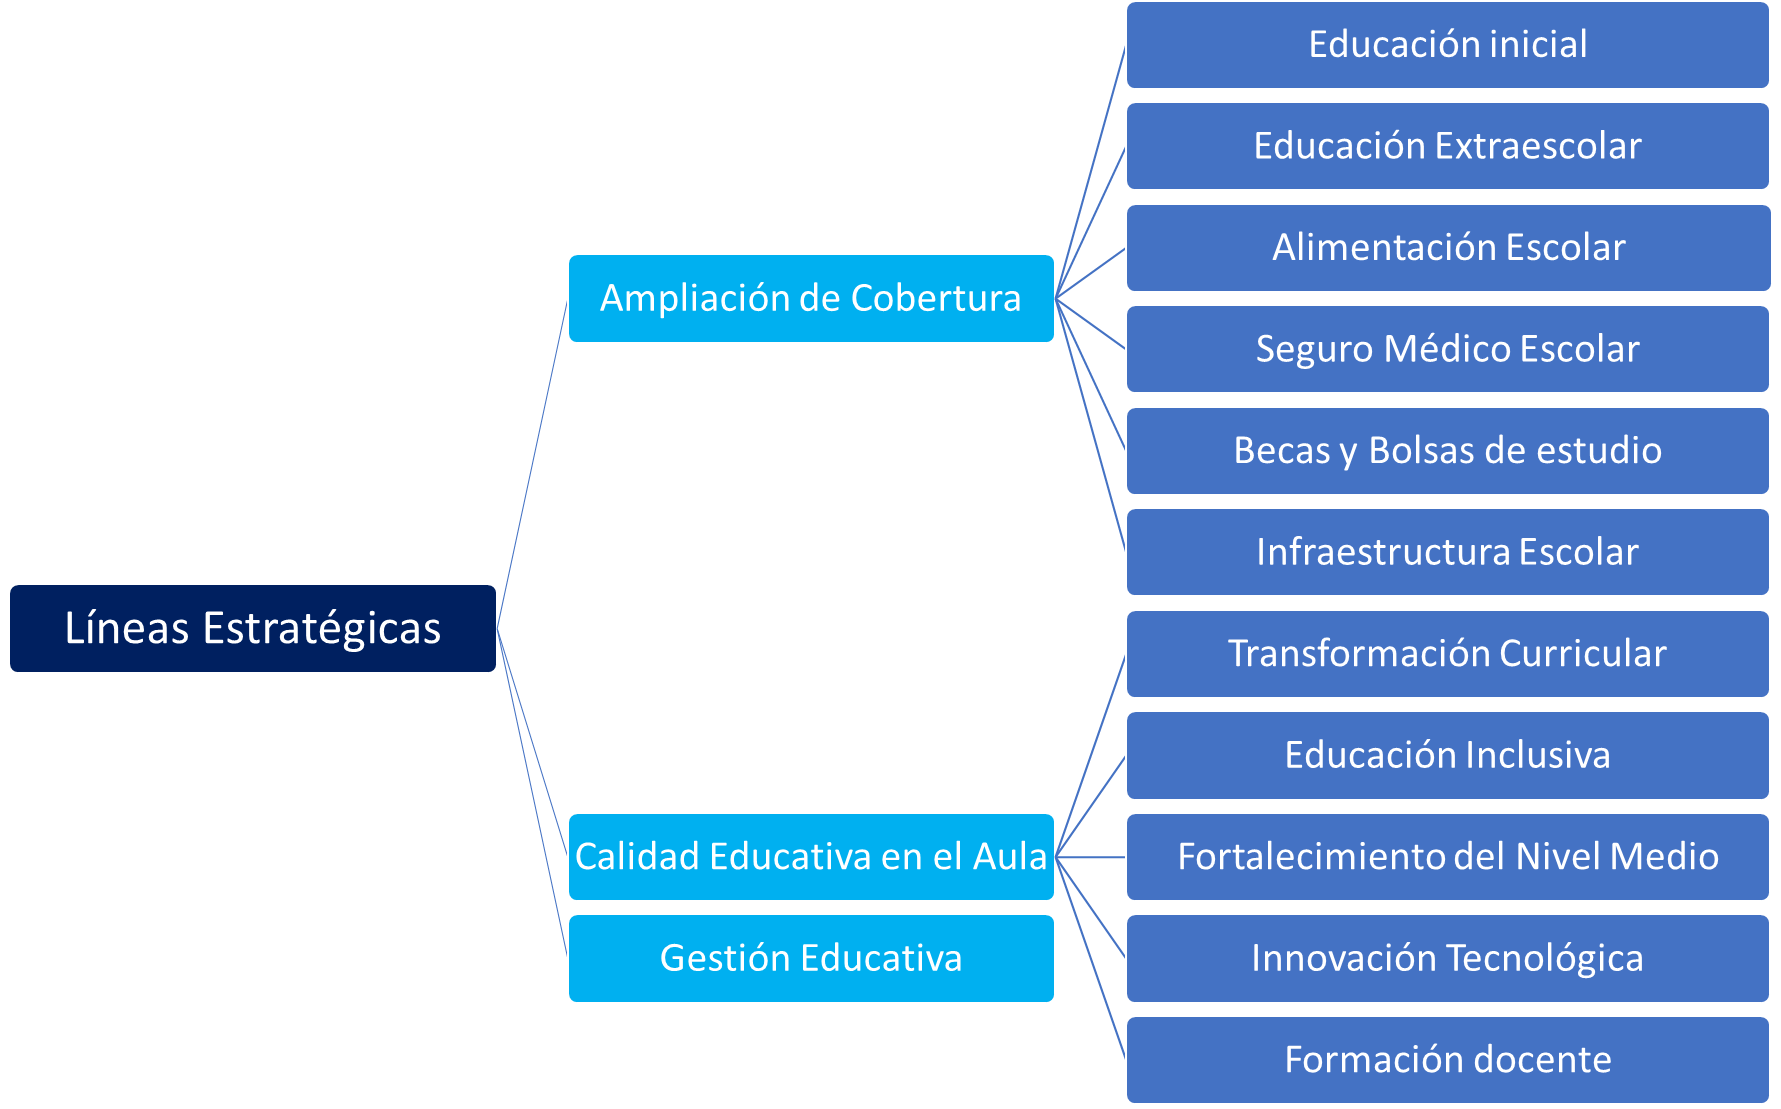 Líneas Estratégicas
Ampliación de Cobertura
Educación inicial
Educación Extraescolar
Alimentación Escolar
Seguro Médico Escolar
Becas y Bolsas de estudio
Infraestructura Escolar
Calidad Educativa en el Aula
Transformación Curricular
Educación Inclusiva
Fortalecimiento del Nivel Medio
Innovación Tecnológica
Formación docente
Gestión Educativa